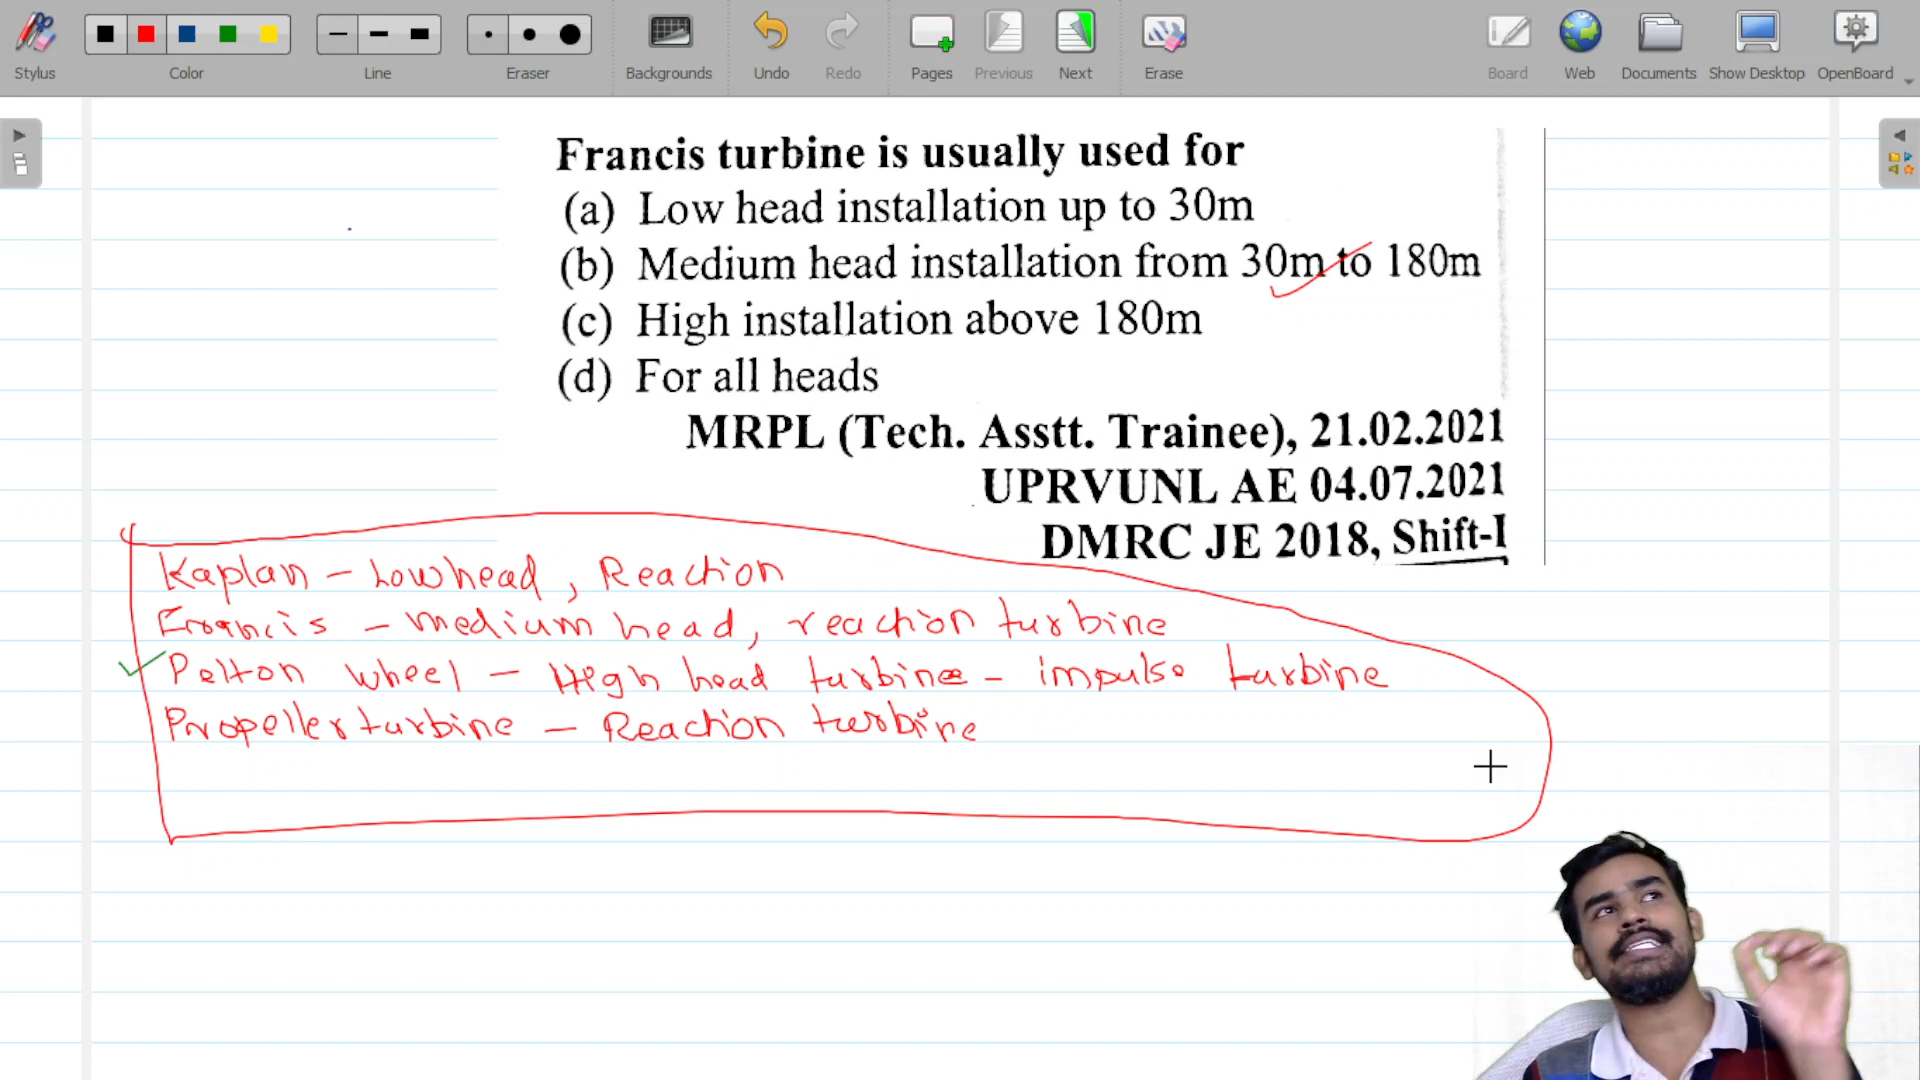 Stylus Color Line Eraser Backgrounds Undo Redo Pages Previous Next Erase Board Web Documents Show Desktop OpenBoard
Francis turbine is usually used for
(a) Low head installation up to 30m
(b) Medium head installation from 30m to 180m
(c) High installation above 180m
(d) For all heads
MRPL (Tech. Asstt. Trainee), 21.02.2021
UPRVUNL AE 04.07.2021
DMRC JE 2018, Shift-I
Kaplan - Low head, Reaction
Francis - medium head, reaction turbine
Pelton wheel - High head turbine - impulse turbine
Propeller turbine - Reaction turbine